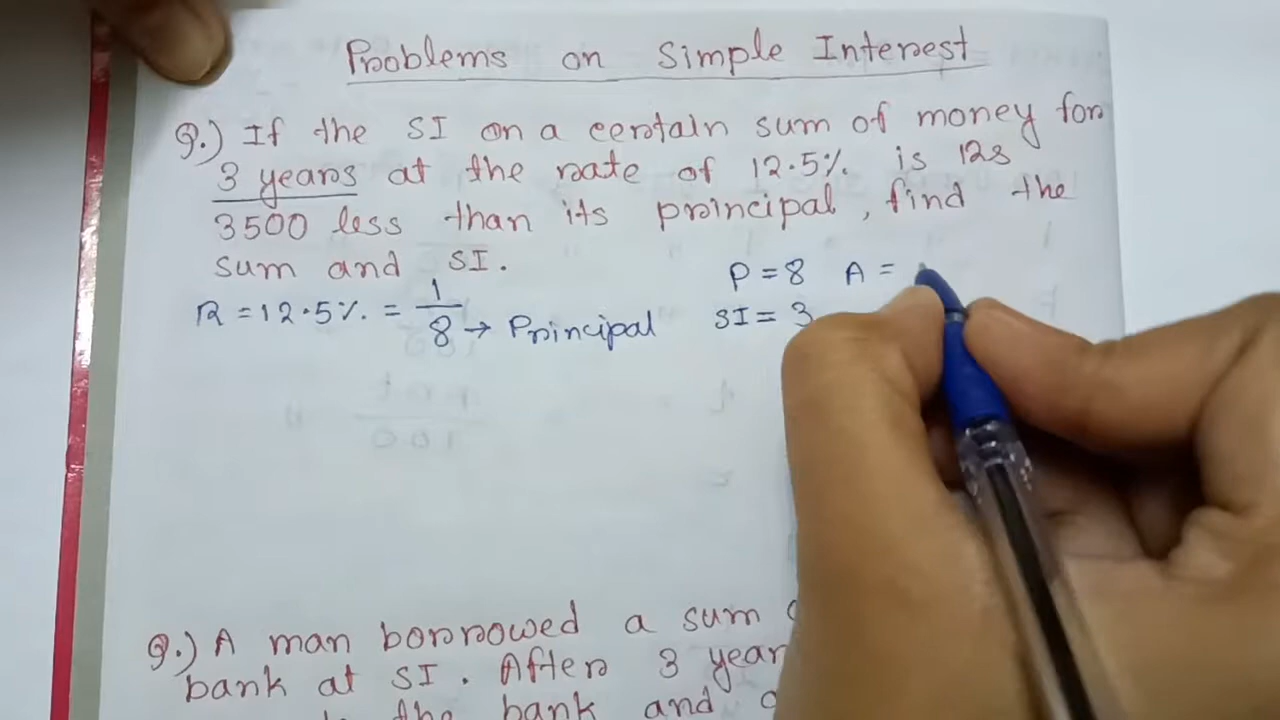 Problems on Simple Interest
Q.) If the SI on a certain sum of money for
3 years at the rate of 12.5% is Rs
3500 less than its principal, find the
sum and SI.
P = 8 A =
R = 12.5% = 1/8 → Principal SI = 3
Q.) A man borrowed a sum
bank at SI. After 3 year
the bank and